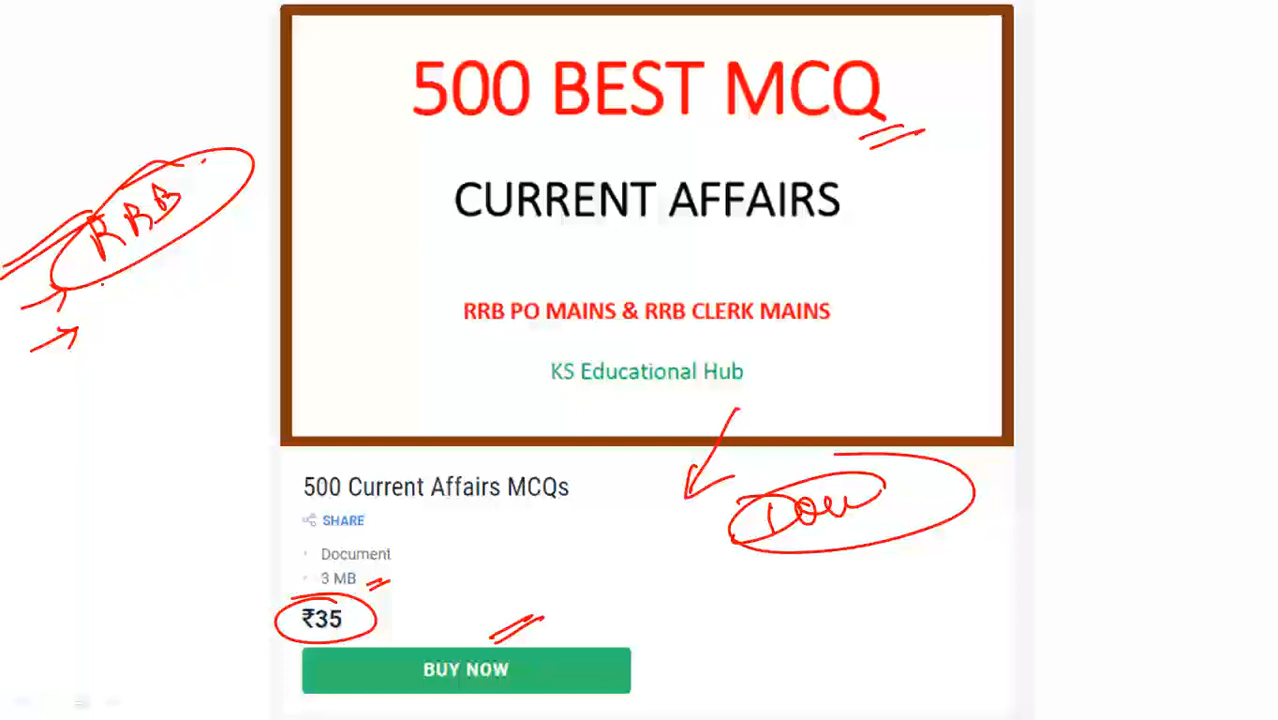 500 BEST MCQ
CURRENT AFFAIRS
RRB
RRB PO MAINS & RRB CLERK MAINS
KS Educational Hub
500 Current Affairs MCQs
SHARE
Document
3 MB
₹35
BUY NOW